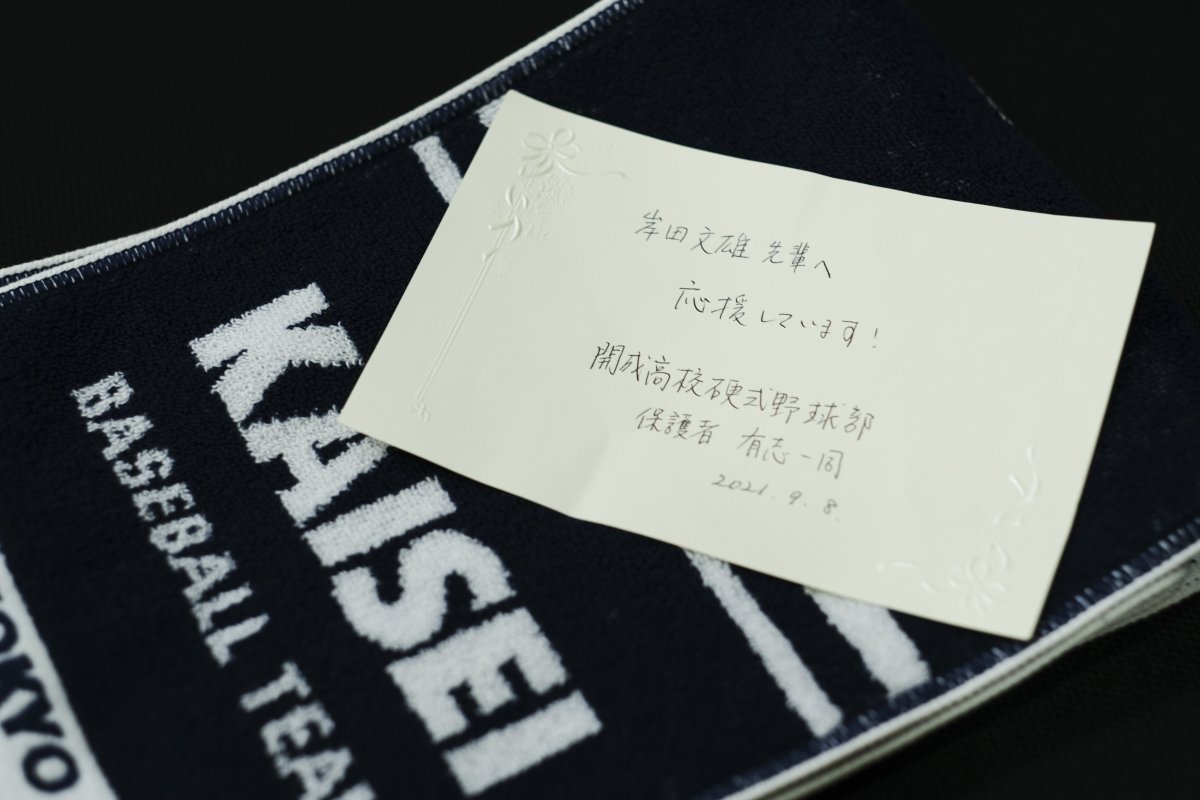 岸田文雄先輩へ
応援しています!
開成高校硬式野球部
保護者 有志一同
2021.9.8.
KAISEI
BASEBALL TEAM
TOKYO